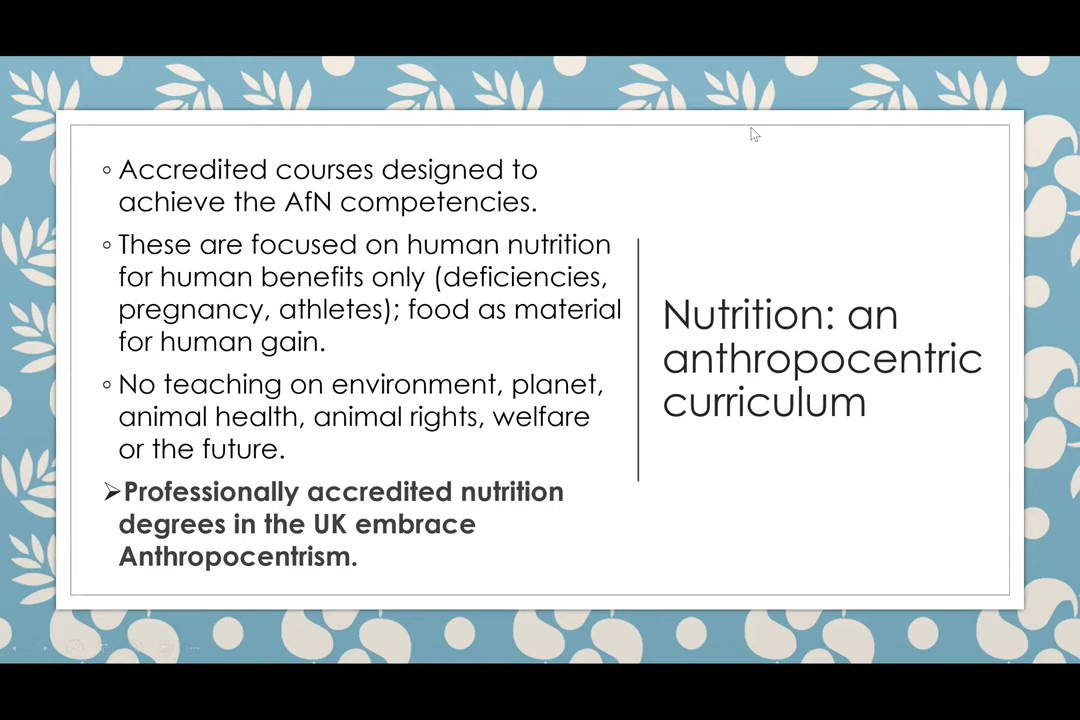 ◦ Accredited courses designed to
achieve the AfN competencies.
◦ These are focused on human nutrition
for human benefits only (deficiencies,
pregnancy, athletes); food as material
for human gain.
◦ No teaching on environment, planet,
animal health, animal rights, welfare
or the future.
➢Professionally accredited nutrition
degrees in the UK embrace
Anthropocentrism.
Nutrition: an
anthropocentric
curriculum